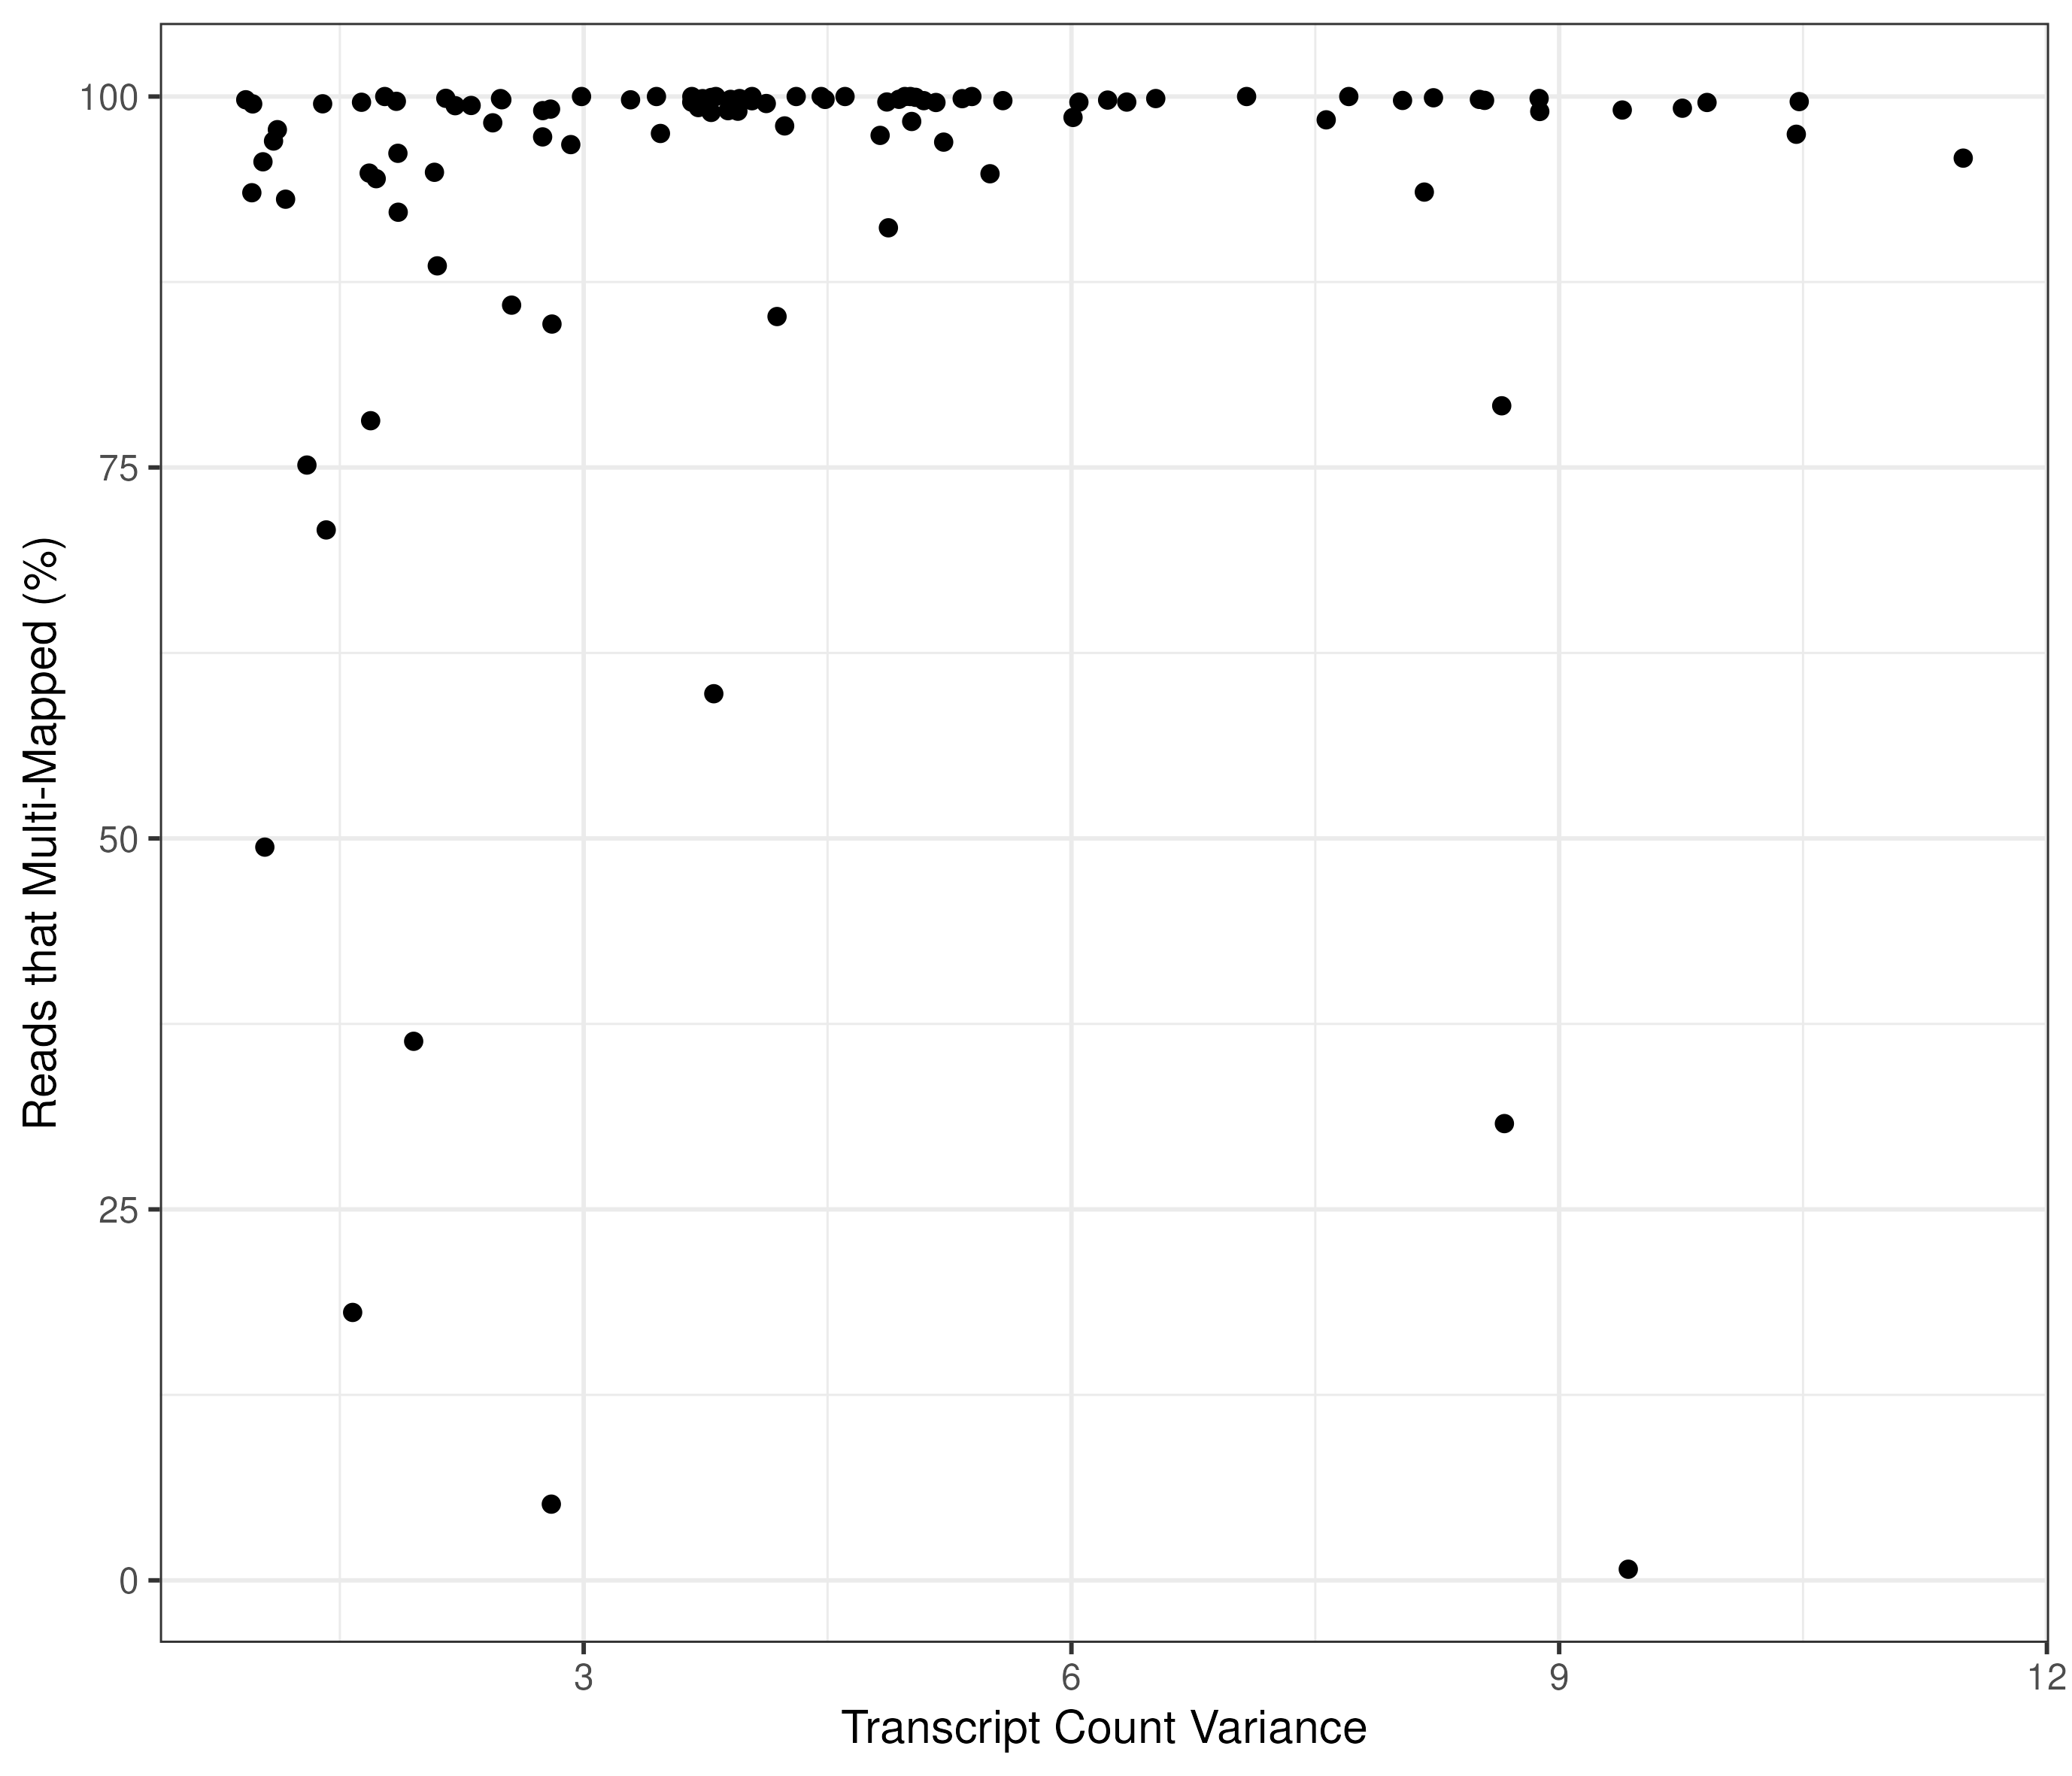 Reads that Multi-Mapped (%)
100
75
50
25
0
3 6 9 12
Transcript Count Variance